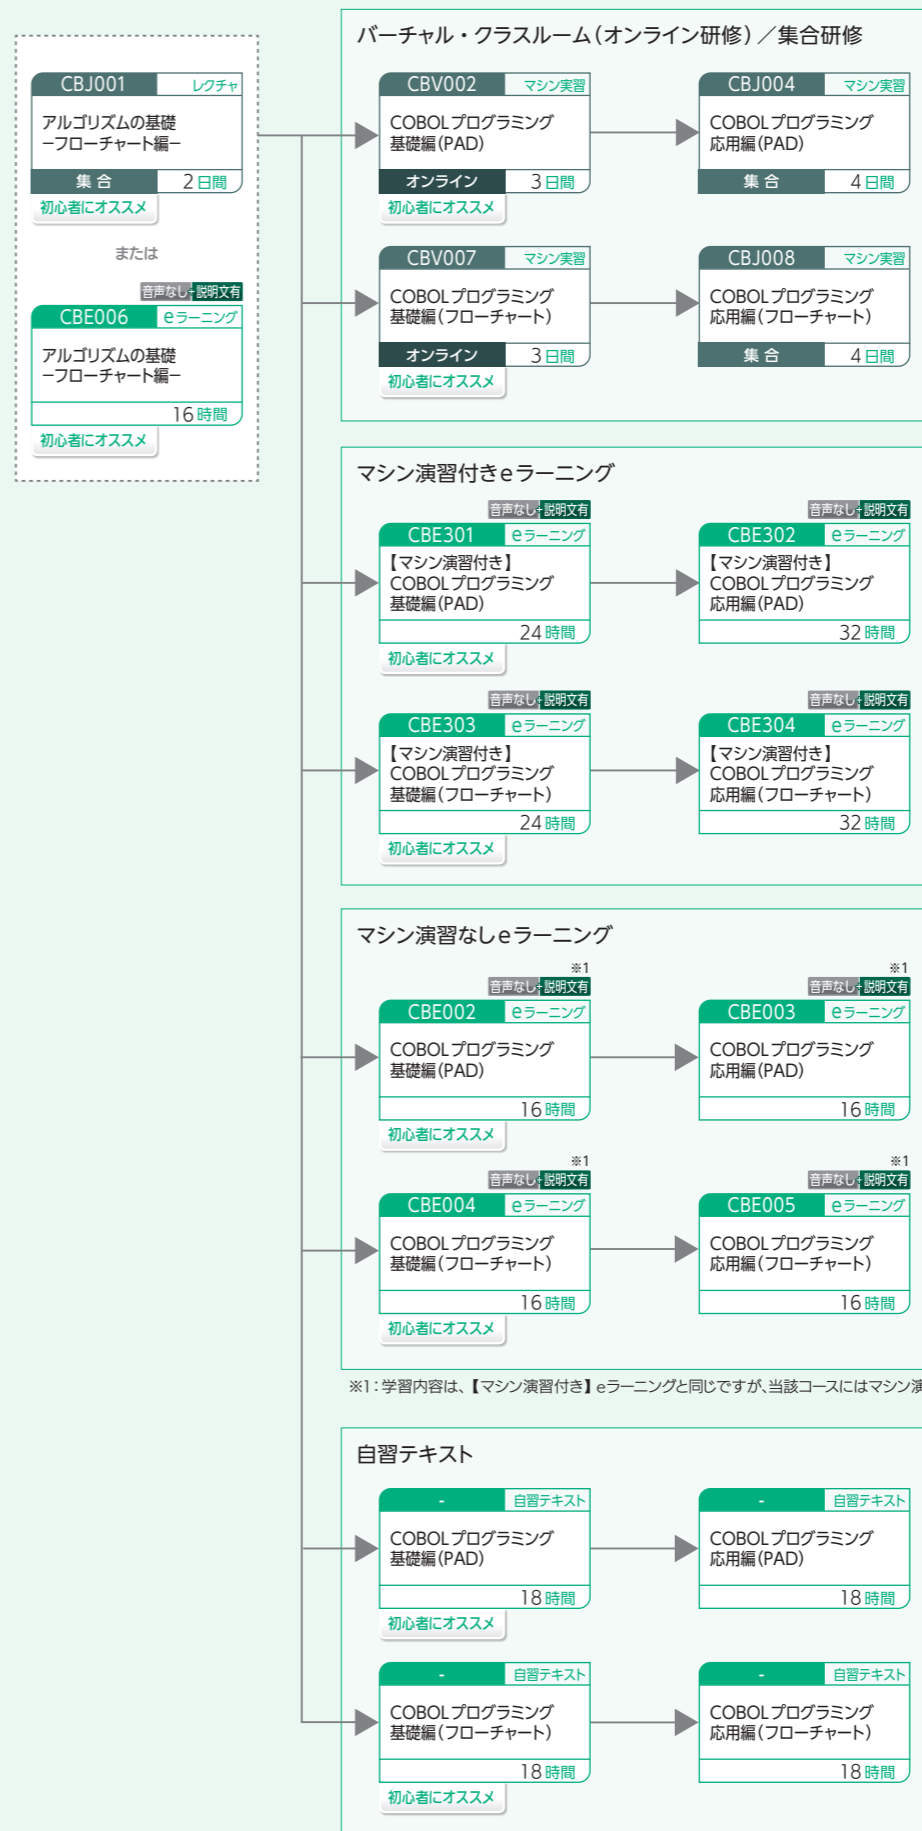 CBJ001 レクチャ
アルゴリズムの基礎
－フローチャート編－
集合 2日間
初心者にオススメ
または
音声なし+説明文有
CBE006 eラーニング
アルゴリズムの基礎
－フローチャート編－
16時間
初心者にオススメ
バーチャル・クラスルーム（オンライン研修）／集合研修
CBV002 マシン実習
COBOLプログラミング
基礎編（PAD）
オンライン 3日間
初心者にオススメ
CBJ004 マシン実習
COBOLプログラミング
応用編（PAD）
集合 4日間
CBV007 マシン実習
COBOLプログラミング
基礎編（フローチャート）
オンライン 3日間
初心者にオススメ
CBJ008 マシン実習
COBOLプログラミング
応用編（フローチャート）
集合 4日間
マシン演習付きeラーニング
音声なし+説明文有
CBE301 eラーニング
【マシン演習付き】
COBOLプログラミング
基礎編（PAD）
24時間
初心者にオススメ
音声なし+説明文有
CBE302 eラーニング
【マシン演習付き】
COBOLプログラミング
応用編（PAD）
32時間
音声なし+説明文有
CBE303 eラーニング
【マシン演習付き】
COBOLプログラミング
基礎編（フローチャート）
24時間
初心者にオススメ
音声なし+説明文有
CBE304 eラーニング
【マシン演習付き】
COBOLプログラミング
応用編（フローチャート）
32時間
マシン演習なしeラーニング
※1
音声なし+説明文有
CBE002 eラーニング
COBOLプログラミング
基礎編（PAD）
16時間
初心者にオススメ
※1
音声なし+説明文有
CBE003 eラーニング
COBOLプログラミング
応用編（PAD）
16時間
※1
音声なし+説明文有
CBE004 eラーニング
COBOLプログラミング
基礎編（フローチャート）
16時間
初心者にオススメ
※1
音声なし+説明文有
CBE005 eラーニング
COBOLプログラミング
応用編（フローチャート）
16時間
※1：学習内容は、【マシン演習付き】eラーニングと同じですが、当該コースにはマシン演
自習テキスト
- 自習テキスト
COBOLプログラミング
基礎編（PAD）
18時間
初心者にオススメ
- 自習テキスト
COBOLプログラミング
応用編（PAD）
18時間
- 自習テキスト
COBOLプログラミング
基礎編（フローチャート）
18時間
初心者にオススメ
- 自習テキスト
COBOLプログラミング
応用編（フローチャート）
18時間